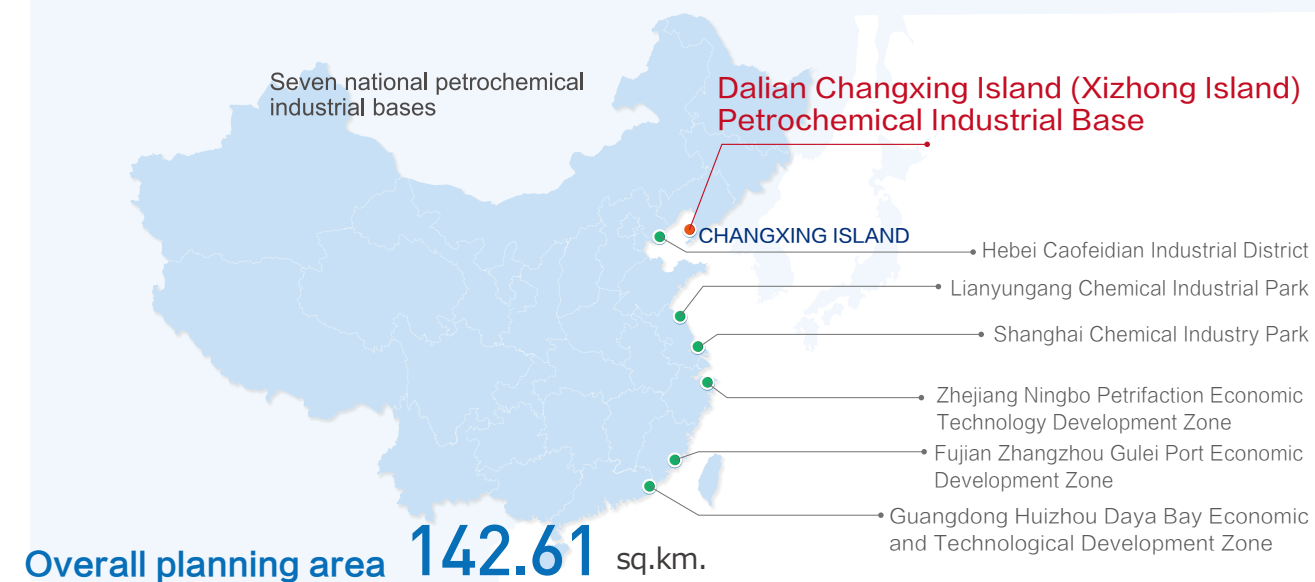 Seven national petrochemical
industrial bases
Dalian Changxing Island (Xizhong Island)
Petrochemical Industrial Base
CHANGXING ISLAND
Hebei Caofeidian Industrial District
Lianyungang Chemical Industrial Park
Shanghai Chemical Industry Park
Zhejiang Ningbo Petrifaction Economic
Technology Development Zone
Fujian Zhangzhou Gulei Port Economic
Development Zone
Guangdong Huizhou Daya Bay Economic
and Technological Development Zone
Overall planning area 142.61 sq.km.